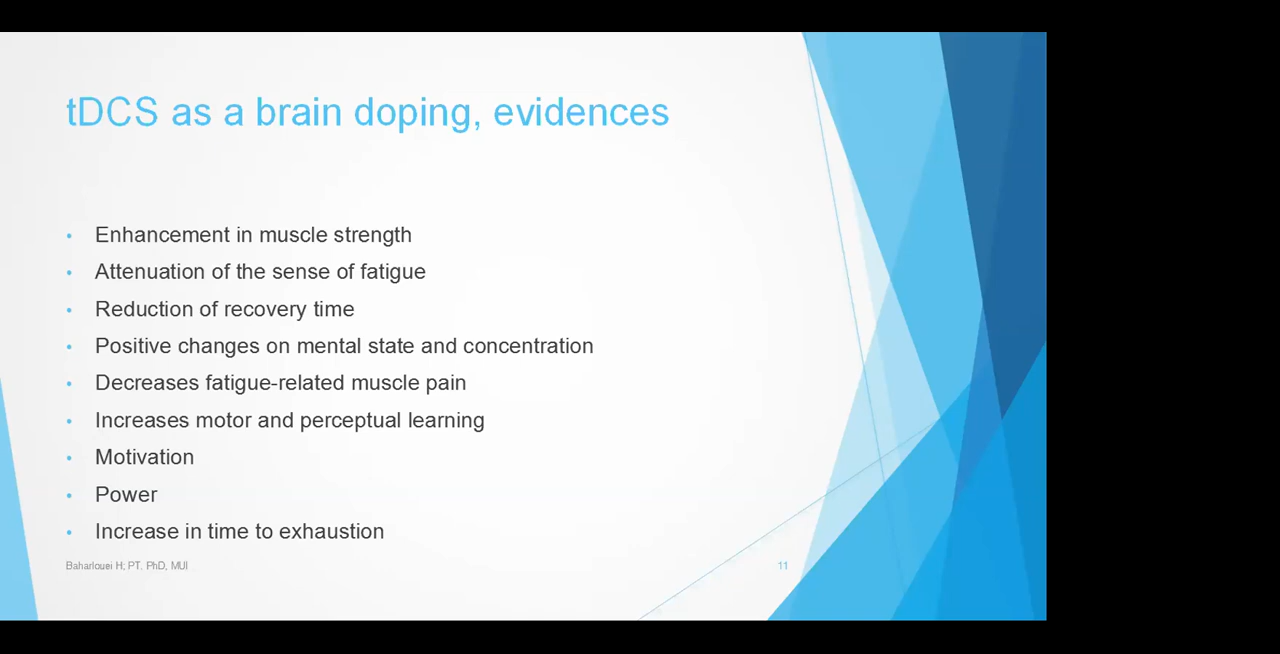 tDCS as a brain doping, evidences
• Enhancement in muscle strength
• Attenuation of the sense of fatigue
• Reduction of recovery time
• Positive changes on mental state and concentration
• Decreases fatigue-related muscle pain
• Increases motor and perceptual learning
• Motivation
• Power
• Increase in time to exhaustion
Baharlouei H; PT. PhD, MUI
11